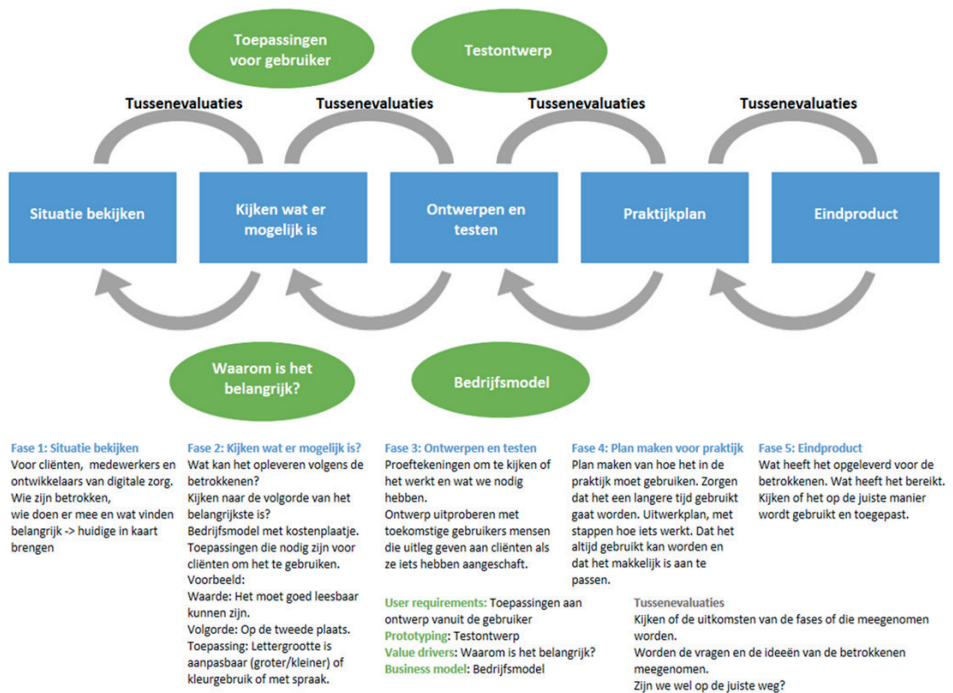 Toepassingen
voor gebruiker
Testontwerp
Tussenevaluaties
Tussenevaluaties
Tussenevaluaties
Tussenevaluaties
Situatie bekijken
Kijken wat er
mogelijk is
Ontwerpen en
testen
Praktijkplan
Eindproduct
Waarom is het
belangrijk?
Bedrijfsmodel
Fase 1: Situatie bekijken
Voor cliënten, medewerkers en
ontwikkelaars van digitale zorg.
Wie zijn betrokken,
wie doen er mee en wat vinden
belangrijk -> huidige in kaart
brengen
Fase 2: Kijken wat er mogelijk is?
Wat kan het opleveren volgens de
betrokkenen?
Kijken naar de volgorde van het
belangrijkste is?
Bedrijfsmodel met kostenplaatje.
Toepassingen die nodig zijn voor
cliënten om het te gebruiken.
Voorbeeld:
Waarde: Het moet goed leesbaar
kunnen zijn.
Volgorde: Op de tweede plaats.
Toepassing: Lettergrootte is
aanpasbaar (groter/kleiner) of
kleurgebruik of met spraak.
Fase 3: Ontwerpen en testen
Proeftekeningen om te kijken of
het werkt en wat we nodig
hebben.
Ontwerp uitproberen met
toekomstige gebruikers mensen
die uitleg geven aan cliënten als
ze iets hebben aangeschaft.
Fase 4: Plan maken voor praktijk
Plan maken van hoe het in de
praktijk moet gebruiken. Zorgen
dat het een langere tijd gebruikt
gaat worden. Uitwerkplan, met
stappen hoe iets werkt. Dat het
altijd gebruikt kan worden en
dat het makkelijk is aan te
passen.
Fase 5: Eindproduct
Wat heeft het opgeleverd voor de
betrokkenen. Wat heeft het bereikt.
Kijken of het op de juiste manier
wordt gebruikt en toegepast.
User requirements: Toepassingen aan
ontwerp vanuit de gebruiker
Prototyping: Testontwerp
Value drivers: Waarom is het belangrijk?
Business model: Bedrijfsmodel
Tussenevaluaties
Kijken of de uitkomsten van de fases of die meegenomen
worden.
Worden de vragen en de ideeën van de betrokkenen
meegenomen.
Zijn we wel op de juiste weg?